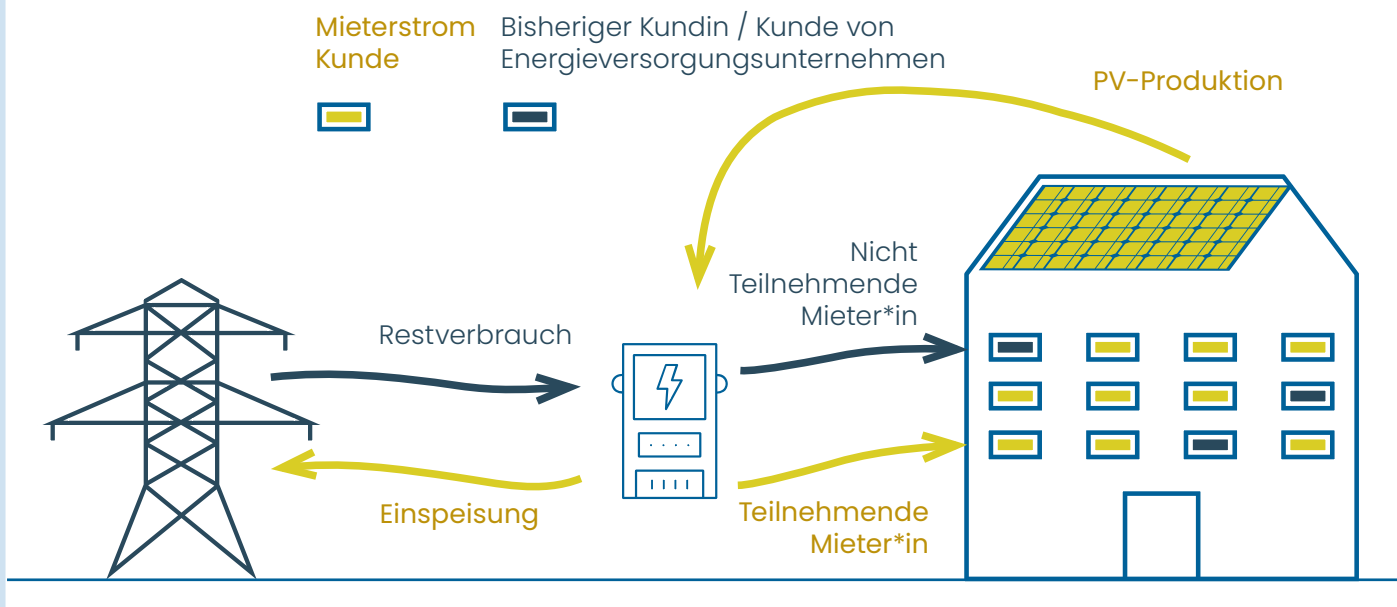 Mieterstrom
Kunde
Bisheriger Kundin / Kunde von
Energieversorgungsunternehmen
PV-Produktion
Nicht
Teilnehmende
Mieter*in
Restverbrauch
Einspeisung
Teilnehmende
Mieter*in